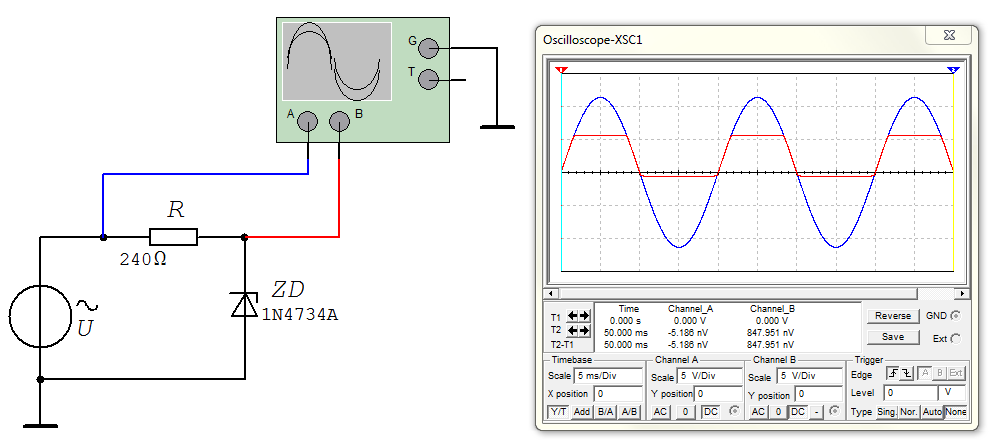 G
T
A
B
R
240Ω
U
ZD
1N4734A
Oscilloscope-XSC1
Time Channel_A Channel_B
T1 0.000 s 0.000 V 0.000 V
T2 50.000 ms -5.186 nV 847.951 nV
T2-T1 50.000 ms -5.186 nV 847.951 nV
Reverse
Save
GND
Ext
Timebase
Scale 5 ms/Div
X position 0
Y/T Add B/A A/B
Channel A
Scale 5 V/Div
Y position 0
AC 0 DC
Channel B
Scale 5 V/Div
Y position 0
AC 0 DC -
Trigger
Edge A B Ext
Level 0 V
Type Sing. Nor. Auto None